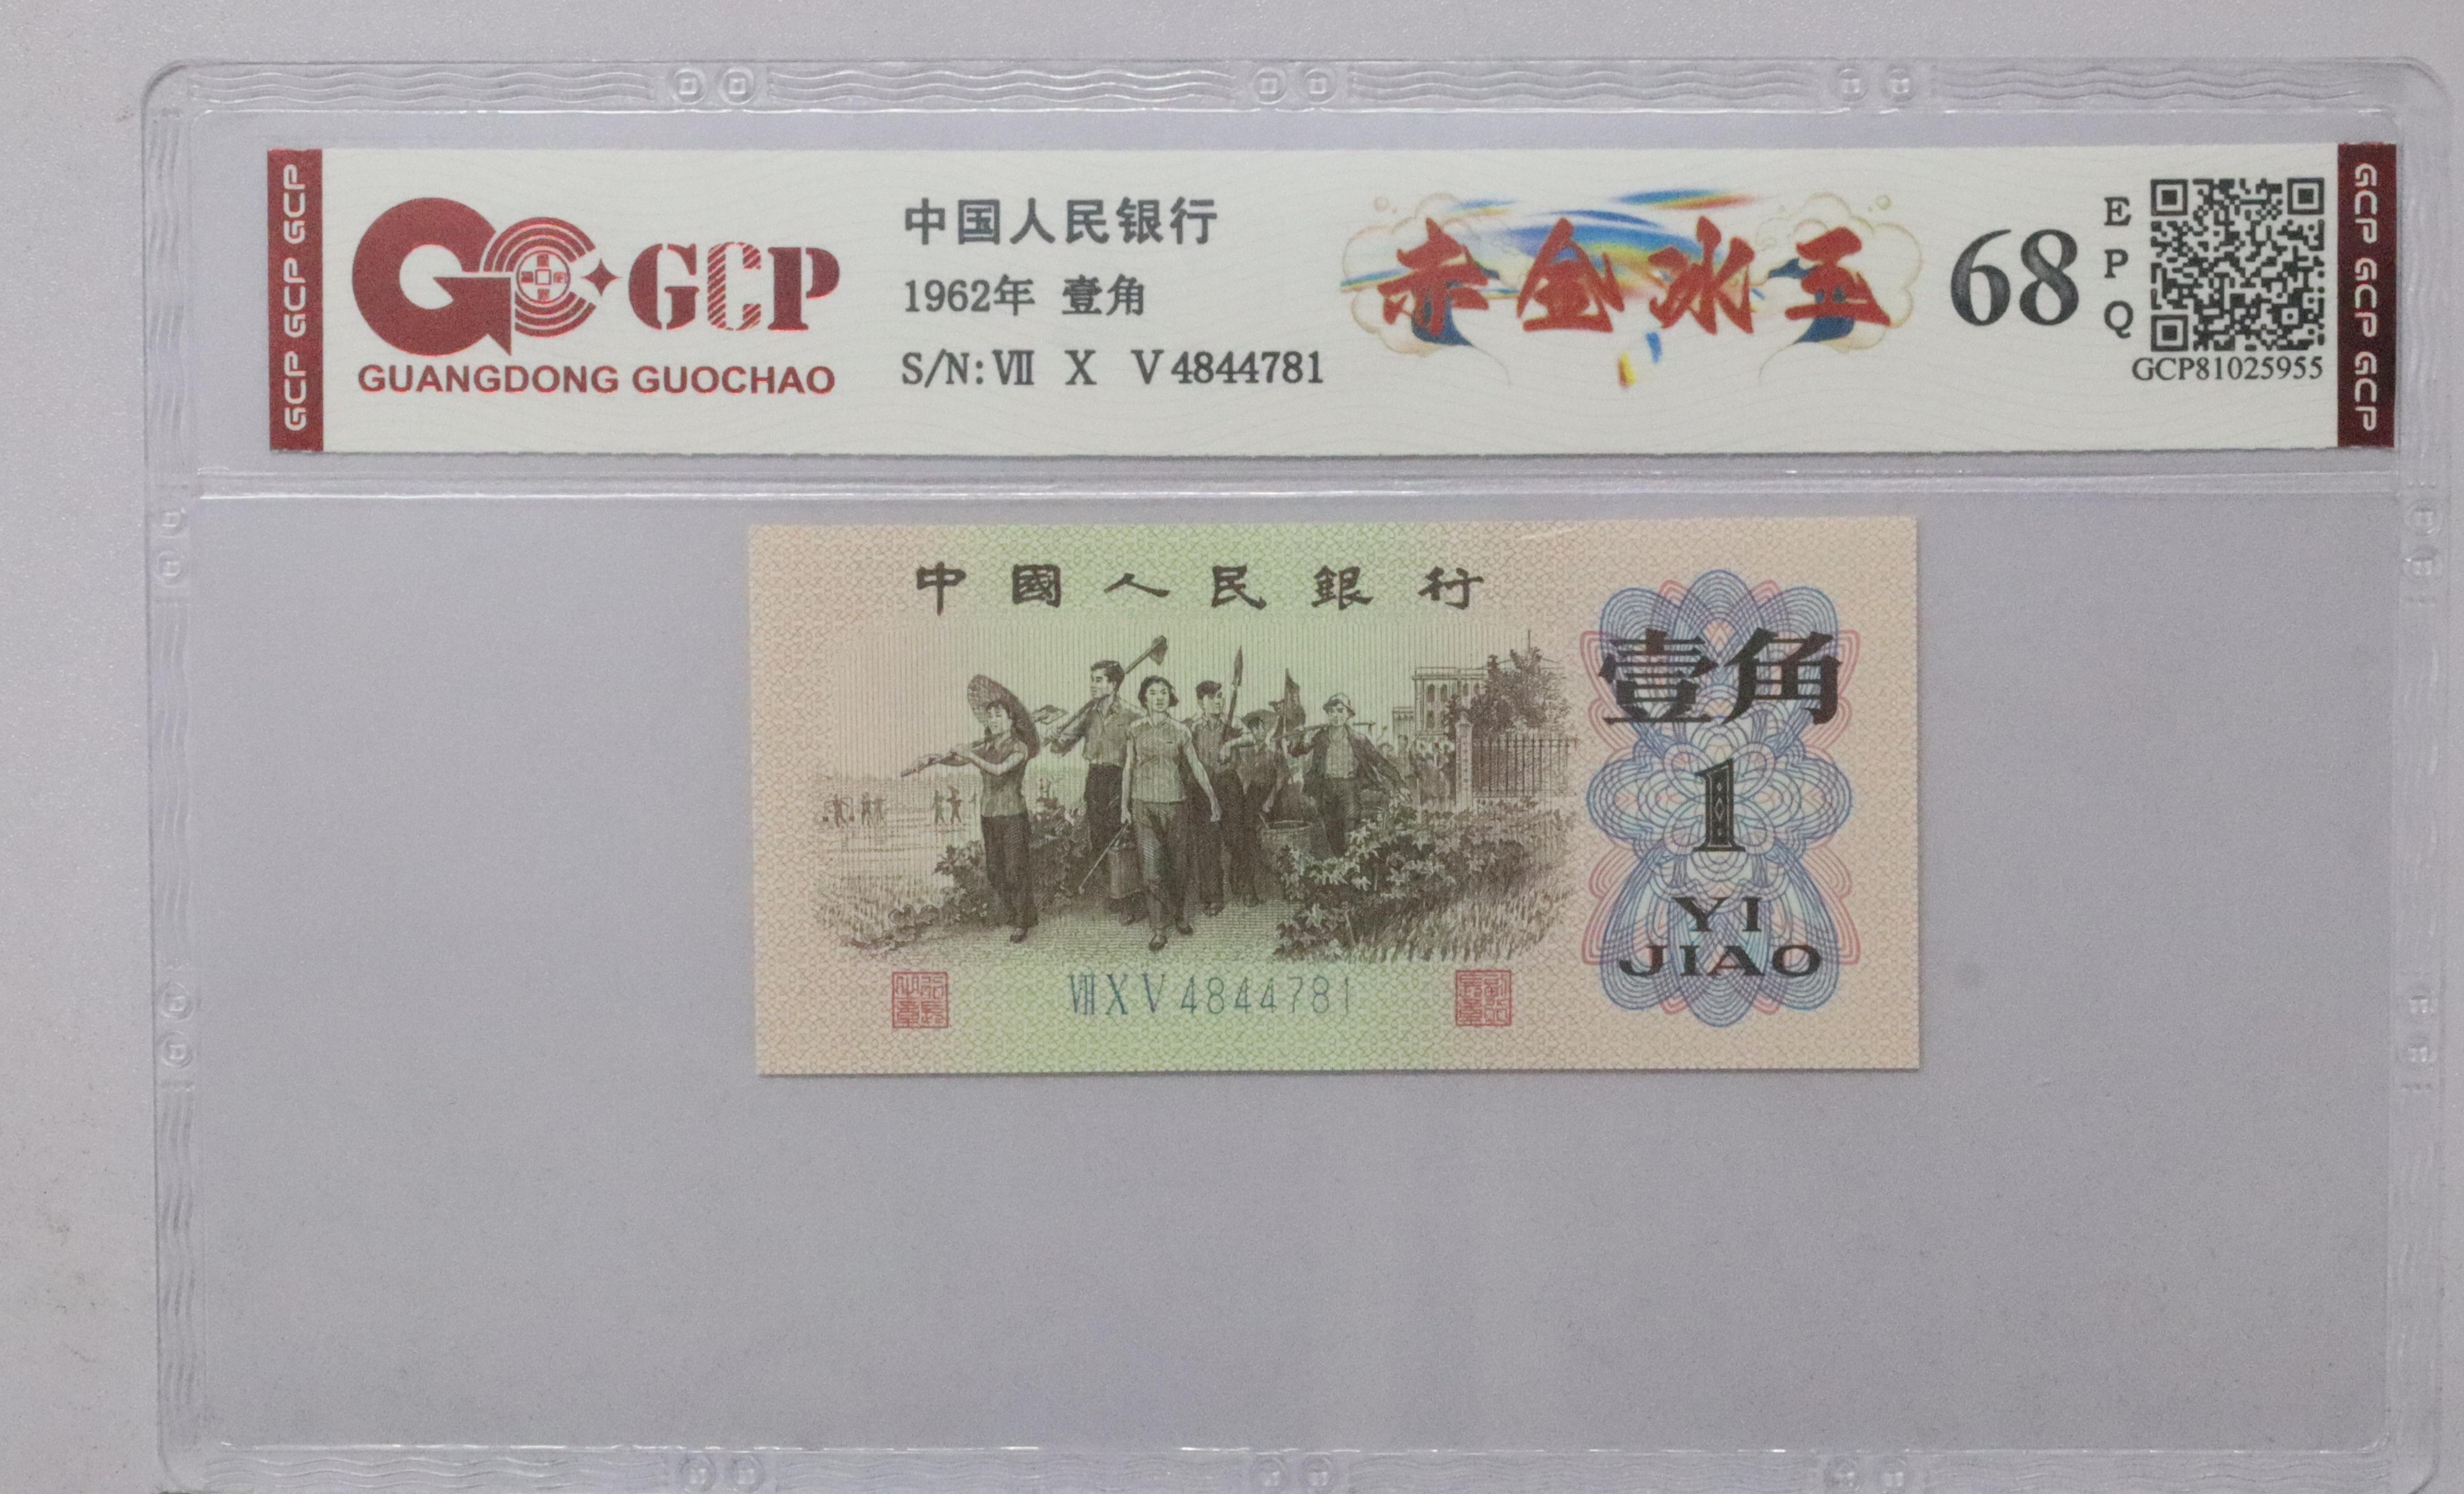 GCP GCP GCP
GCP
GUANGDONG GUOCHAO
中国人民银行
1962年 壹角
S/N: Ⅶ X V 4844781
赤金冰玉
68
E
P
Q
GCP81025955
GCP GCP GCP
中國人民銀行
壹角
1
YI
JIAO
Ⅶ X V 4844781